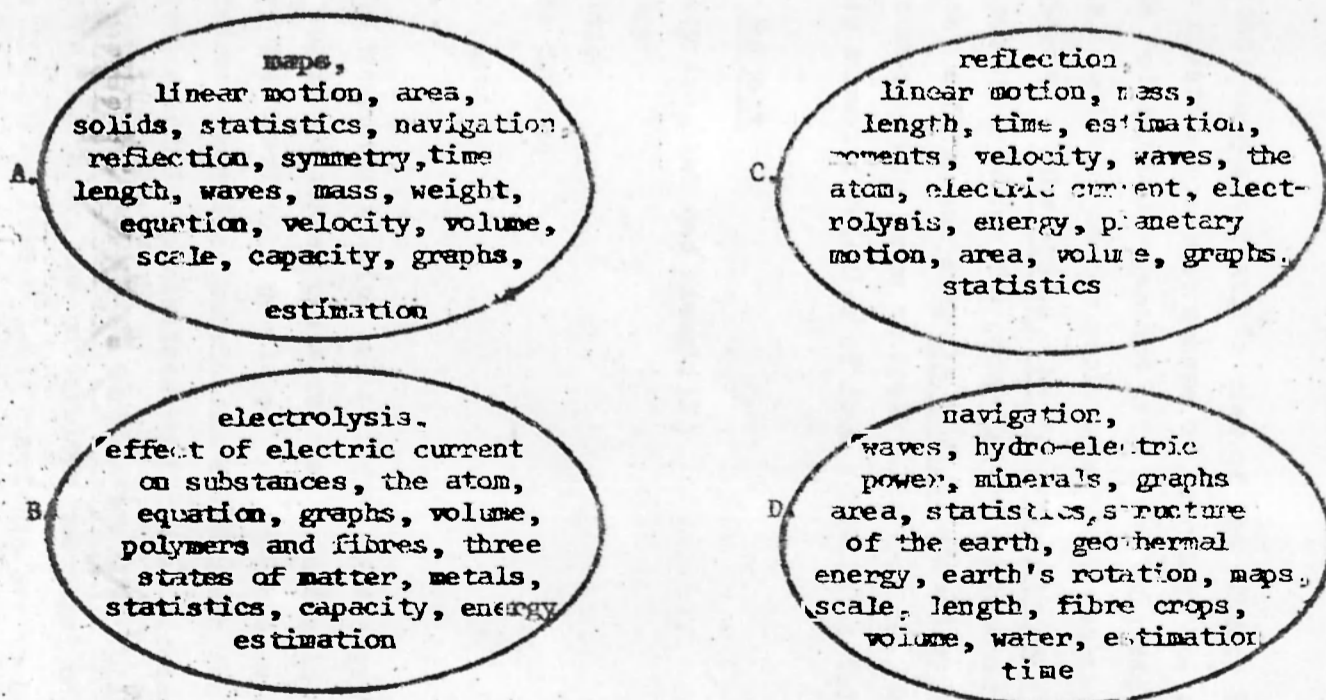 A.
maps,
linear motion, area,
solids, statistics, navigation,
reflection, symmetry, time
length, waves, mass, weight,
equation, velocity, volume,
scale, capacity, graphs,
estimation
B.
electrolysis.
effect of electric current
on substances, the atom,
equation, graphs, volume,
polymers and fibres, three
states of matter, metals,
statistics, capacity, energy
estimation
C.
reflection
linear motion, mass,
length, time, estimation,
moments, velocity, waves, the
atom, electric current, elect-
rolysis, energy, planetary
motion, area, volume, graphs.
statistics
D.
navigation,
waves, hydro-electric
power, minerals, graphs
area, statistics, structure
of the earth, geothermal
energy, earth's rotation, maps,
scale, length, fibre crops,
volume, water, estimation
time